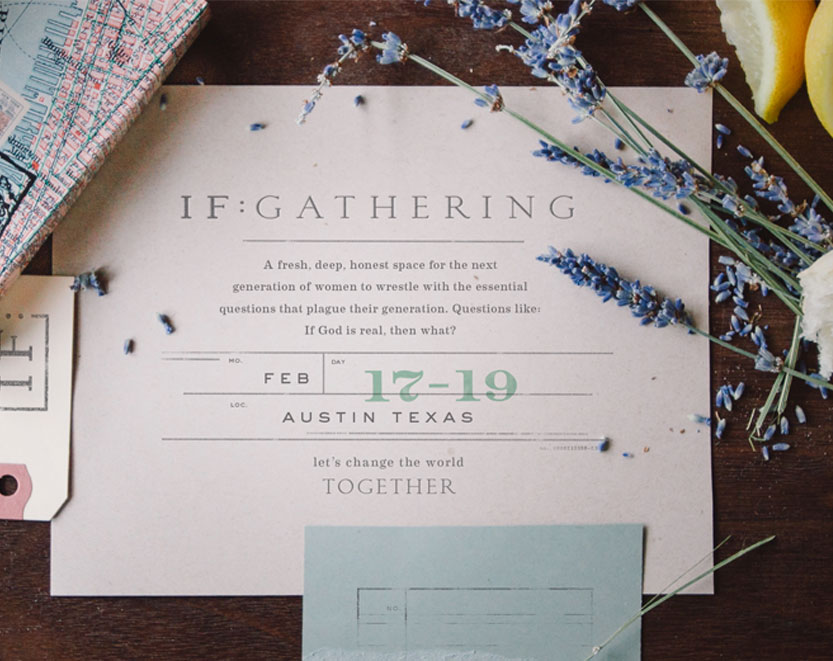 IF:GATHERING
A fresh, deep, honest space for the next
generation of women to wrestle with the essential
questions that plague their generation. Questions like:
If God is real, then what?
MO.
FEB
DAY
17-19
LOC.
AUSTIN TEXAS
let's change the world
TOGETHER
IF
NO.